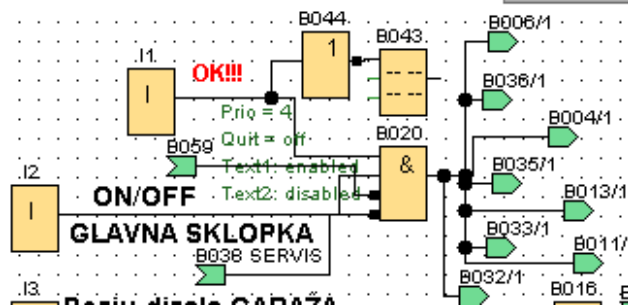 B044
B006/1
I1
B043
OK!!!
1
I
B036/1
Prio = 4
B004/1
B020
Quit = off
B059
&
Text1: enabled
B035/1
I2
Text2: disabled
ON/OFF
B013/1
I
GLAVNA SKLOPKA
B033/1
B011/
B038 SERVIS
B032/1
I3
B016